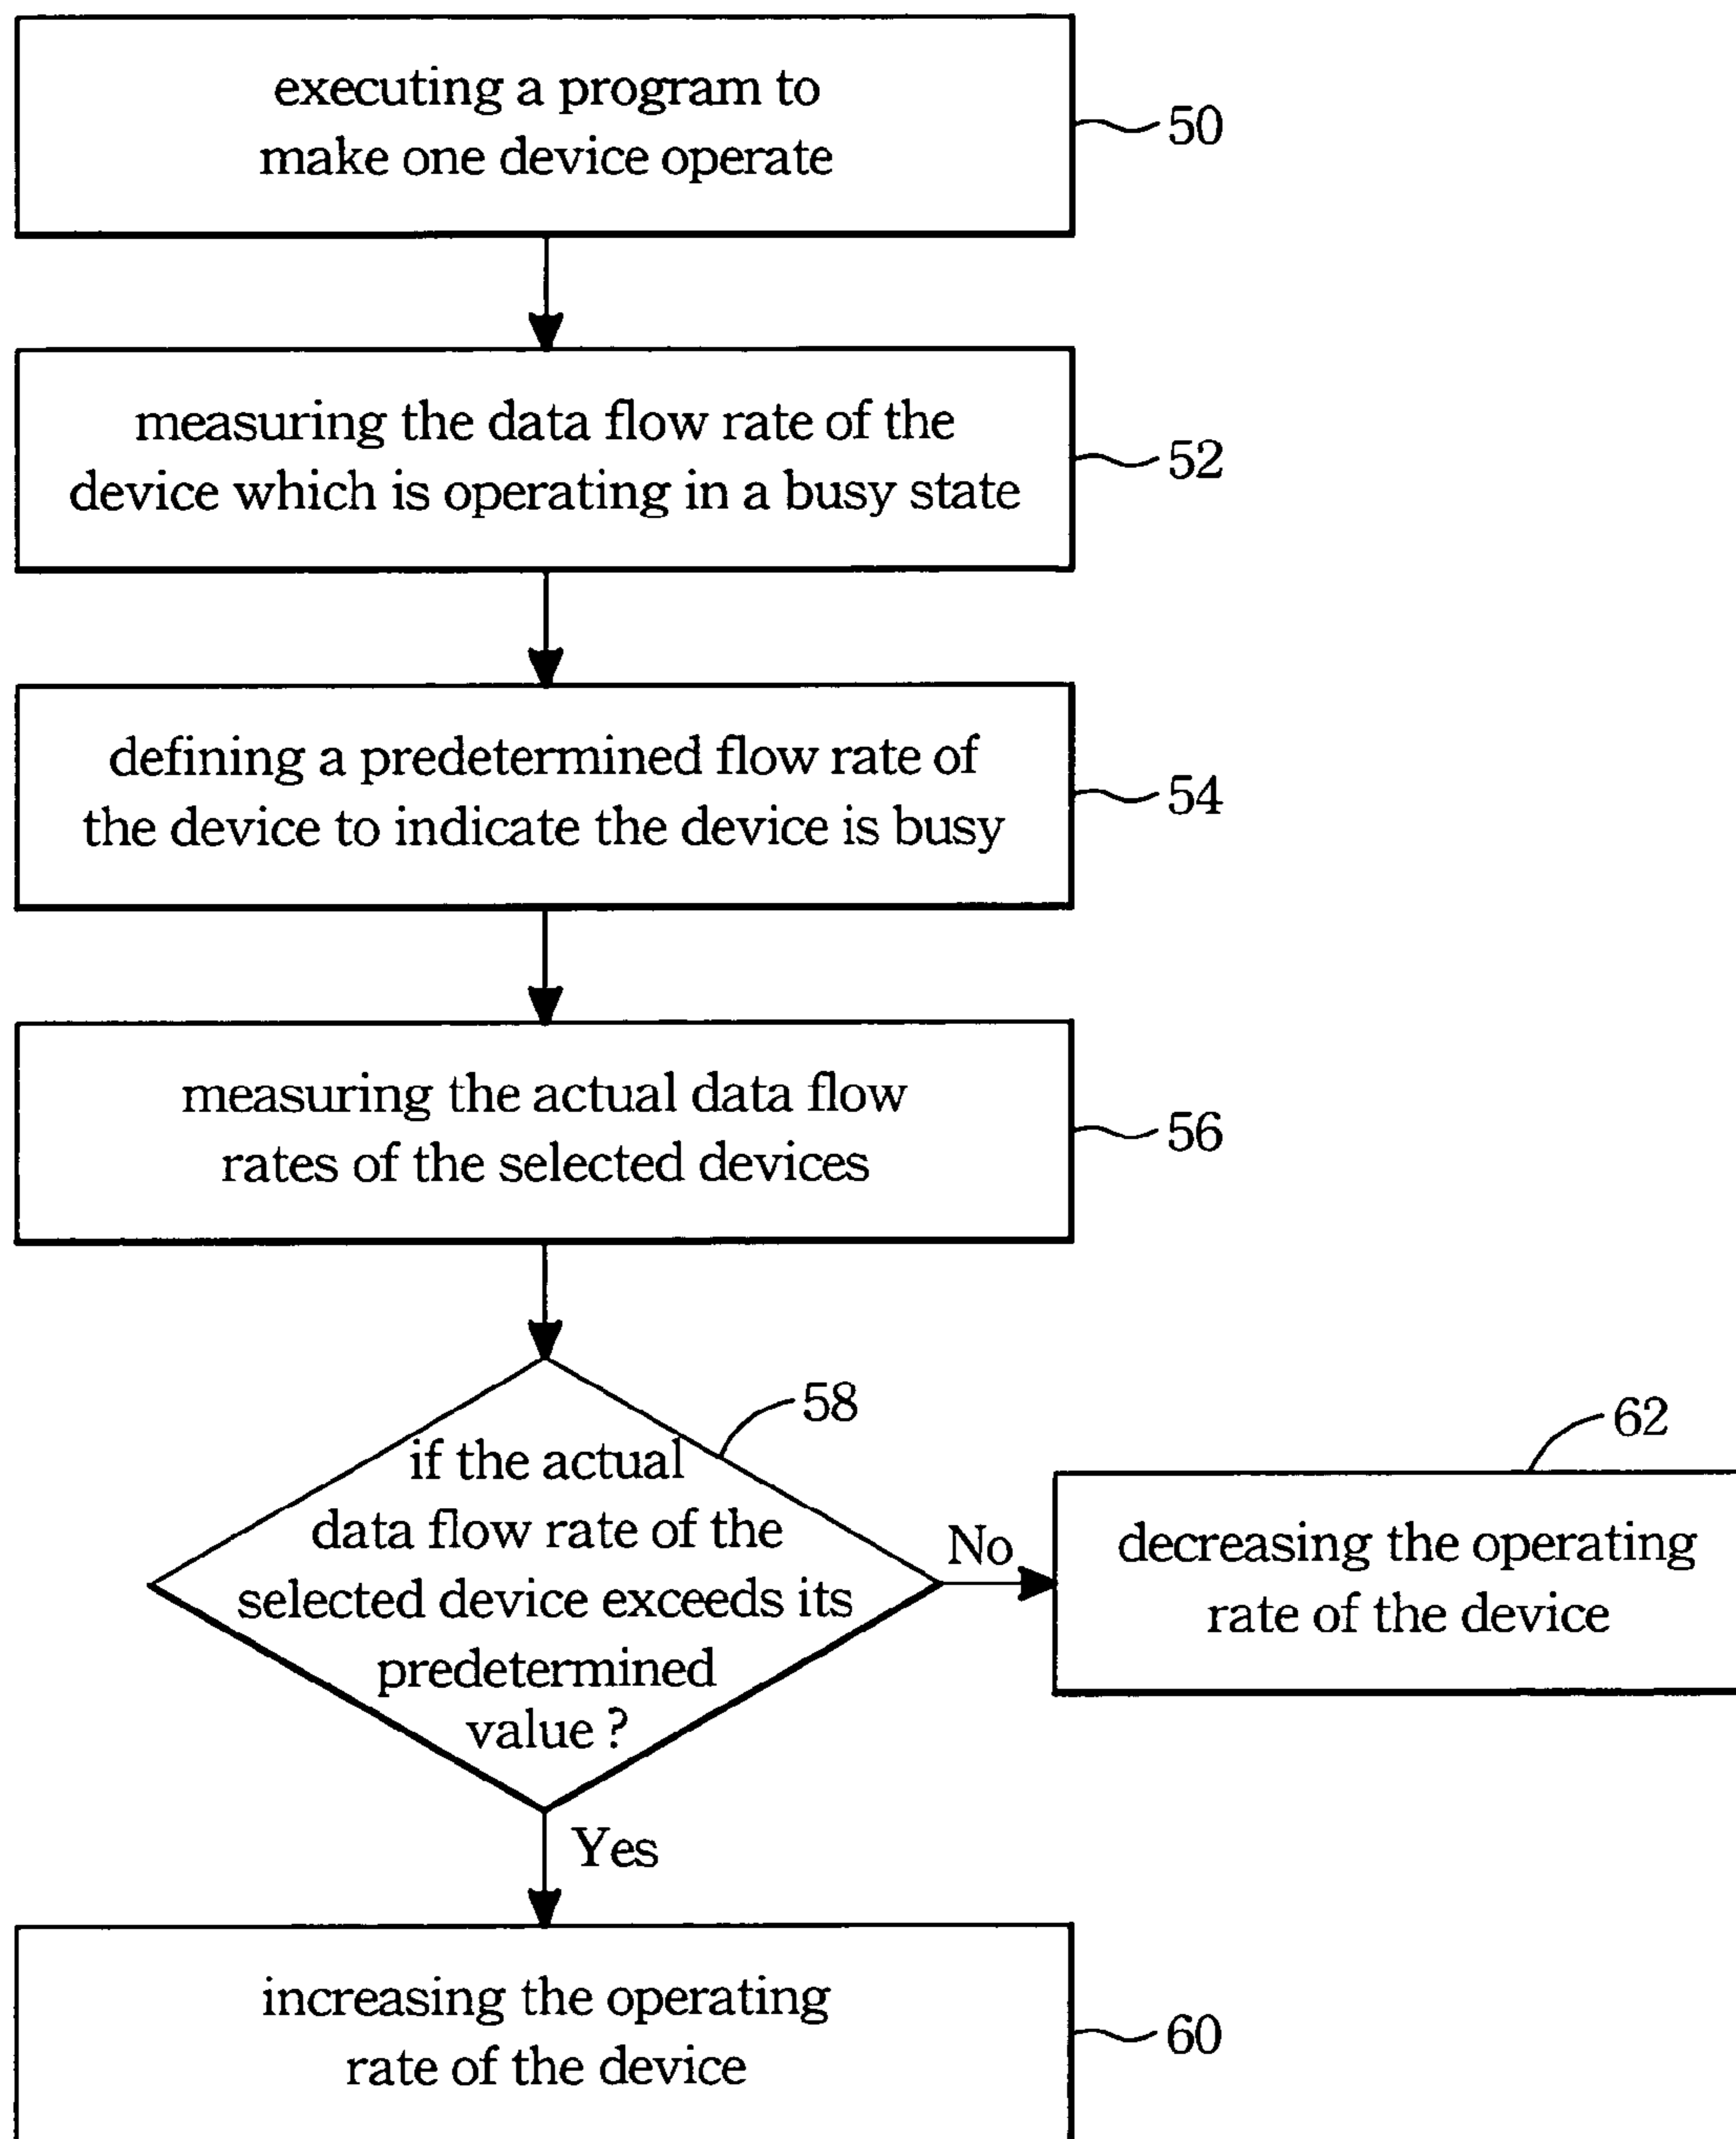 executing a program to
make one device operate
50
measuring the data flow rate of the
device which is operating in a busy state
52
defining a predetermined flow rate of
the device to indicate the device is busy
54
measuring the actual data flow
rates of the selected devices
56
58
if the actual
data flow rate of the
selected device exceeds its
predetermined
value ?
No
62
decreasing the operating
rate of the device
Yes
increasing the operating
rate of the device
60